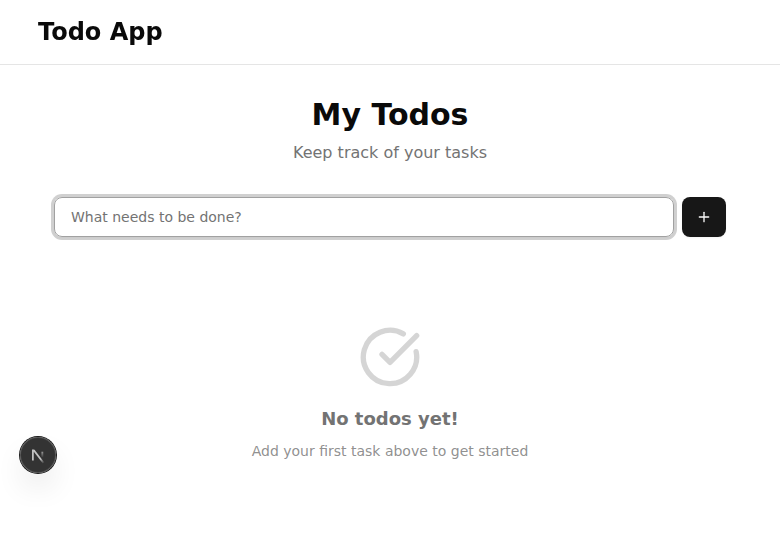 Todo App
My Todos
Keep track of your tasks
What needs to be done?
+
No todos yet!
Add your first task above to get started
N